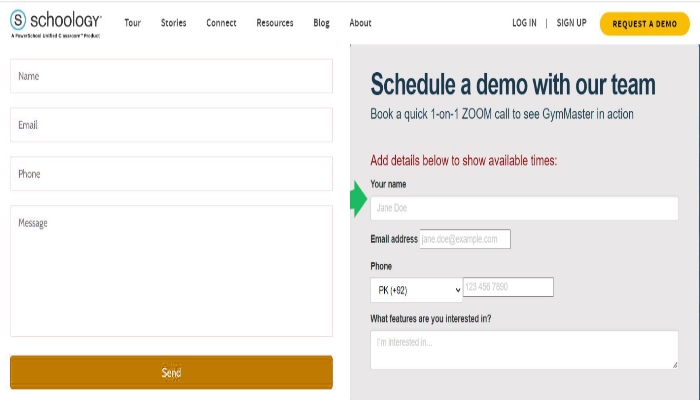 schoology
A PowerSchool Unified Classroom™ Product
Tour Stories Connect Resources Blog About LOG IN | SIGN UP REQUEST A DEMO
Name
Email
Phone
Message
Send
Schedule a demo with our team
Book a quick 1-on-1 ZOOM call to see GymMaster in action
Add details below to show available times:
Your name
Jane Doe
Email address jane.doe@example.com
Phone
PK (+92) 123 456 7890
What features are you interested in?
I'm interested in...